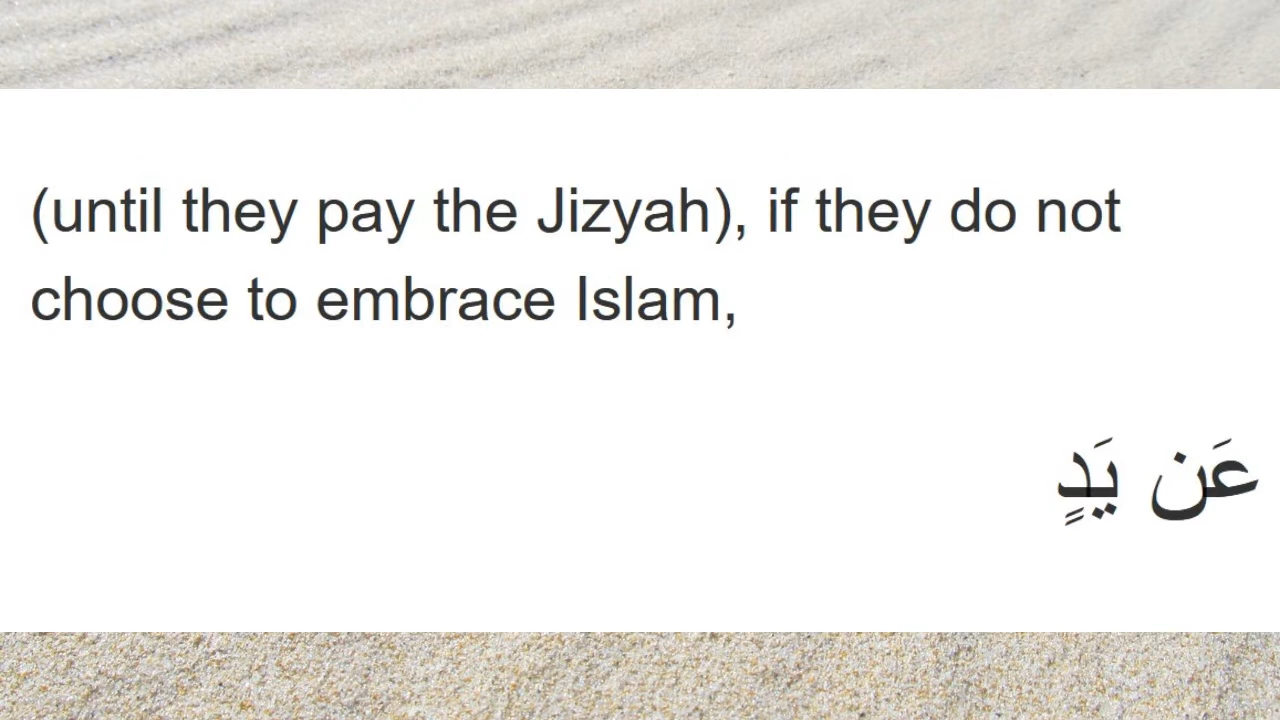 (until they pay the Jizyah), if they do not
choose to embrace Islam,
عَن يَدٍ